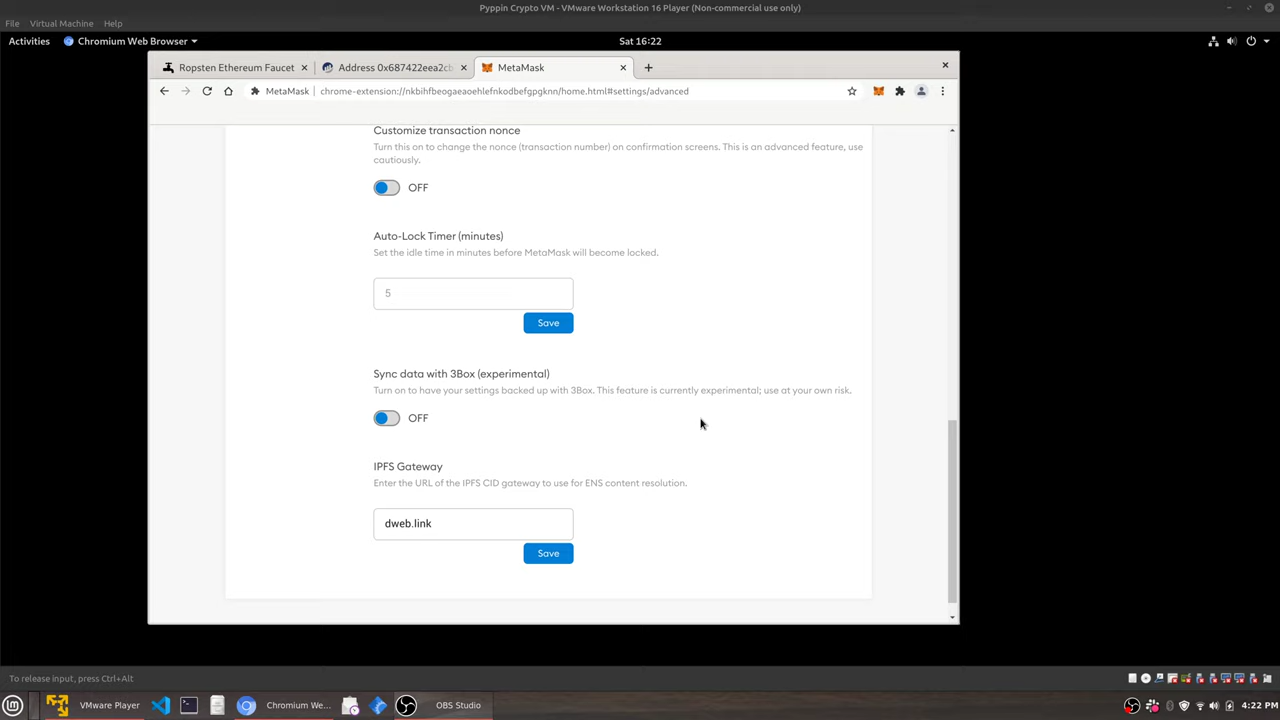 Pyppin Crypto VM - VMware Workstation 16 Player (Non-commercial use only)
File Virtual Machine Help
Activities Chromium Web Browser Sat 16:22
Ropsten Ethereum Faucet Address 0x687422eea2cb MetaMask
MetaMask chrome-extension://nkbihfbeogaeaoehlefnkodbefgpgknn/home.html#settings/advanced
Customize transaction nonce
Turn this on to change the nonce (transaction number) on confirmation screens. This is an advanced feature, use
cautiously.
OFF
Auto-Lock Timer (minutes)
Set the idle time in minutes before MetaMask will become locked.
5
Save
Sync data with 3Box (experimental)
Turn on to have your settings backed up with 3Box. This feature is currently experimental; use at your own risk.
OFF
IPFS Gateway
Enter the URL of the IPFS CID gateway to use for ENS content resolution.
dweb.link
Save
To release input, press Ctrl+Alt
VMware Player Chromium We... OBS Studio 4:22 PM